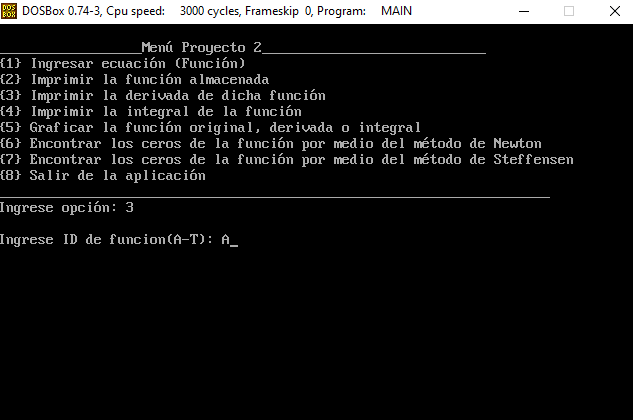 DOS BOX DOSBox 0.74-3, Cpu speed: 3000 cycles, Frameskip 0, Program: MAIN
__________________Menú Proyecto 2____________________________
{1} Ingresar ecuación (Función)
{2} Imprimir la función almacenada
{3} Imprimir la derivada de dicha función
{4} Imprimir la integral de la función
{5} Graficar la función original, derivada o integral
{6} Encontrar los ceros de la función por medio del método de Newton
{7} Encontrar los ceros de la función por medio del método de Steffensen
{8} Salir de la aplicación
_____________________________________________________________________
Ingrese opción: 3
Ingrese ID de funcion(A-T): A_